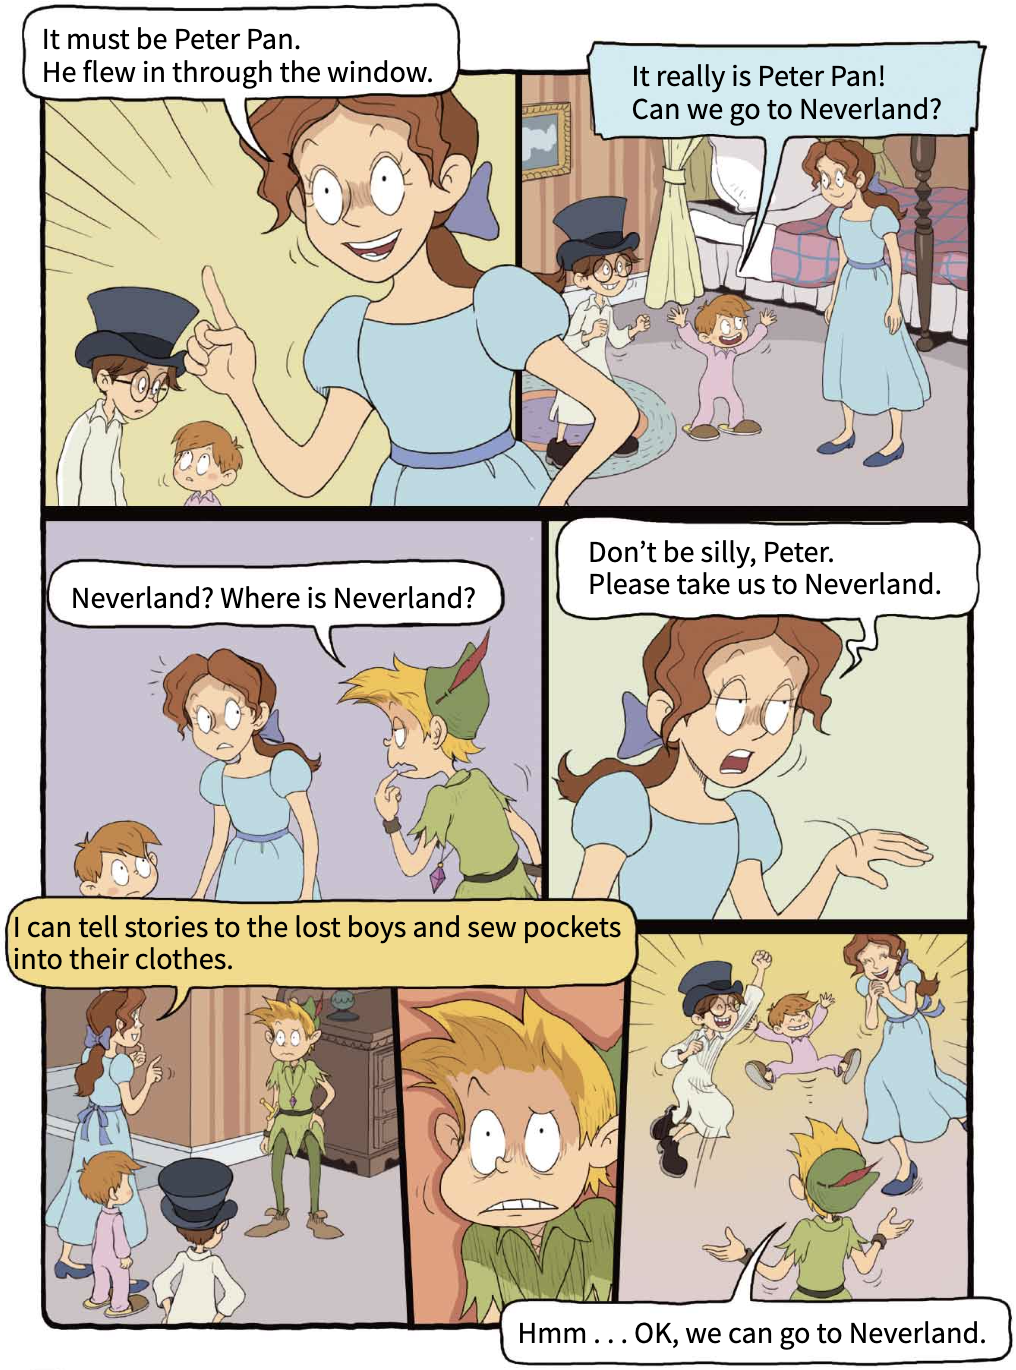 It must be Peter Pan.
He flew in through the window.
It really is Peter Pan!
Can we go to Neverland?
Neverland? Where is Neverland?
Don't be silly, Peter.
Please take us to Neverland.
I can tell stories to the lost boys and sew pockets
into their clothes.
Hmm . . . OK, we can go to Neverland.